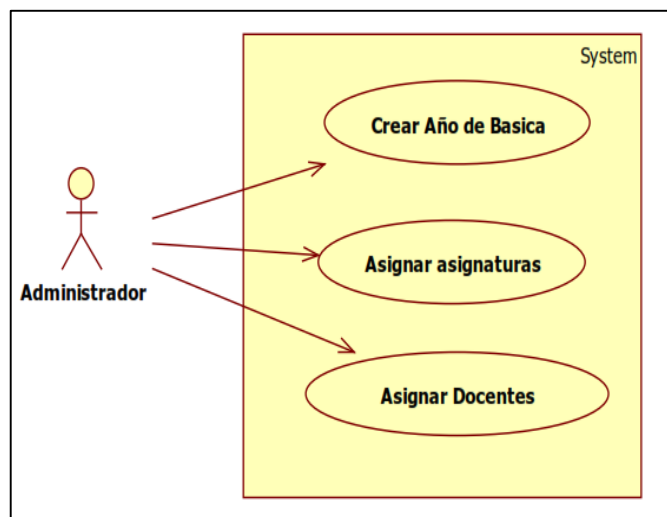 System
Crear Año de Basica
Asignar asignaturas
Administrador
Asignar Docentes